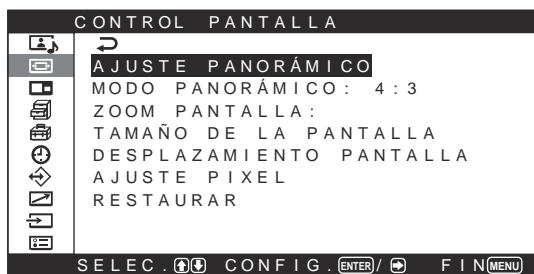 CONTROL PANTALLA
AJUSTE PANORÁMICO
MODO PANORÁMICO: 4:3
ZOOM PANTALLA:
TAMAÑO DE LA PANTALLA
DESPLAZAMIENTO PANTALLA
AJUSTE PIXEL
RESTAURAR
SELEC. CONFIG. ENTER / FIN MENU